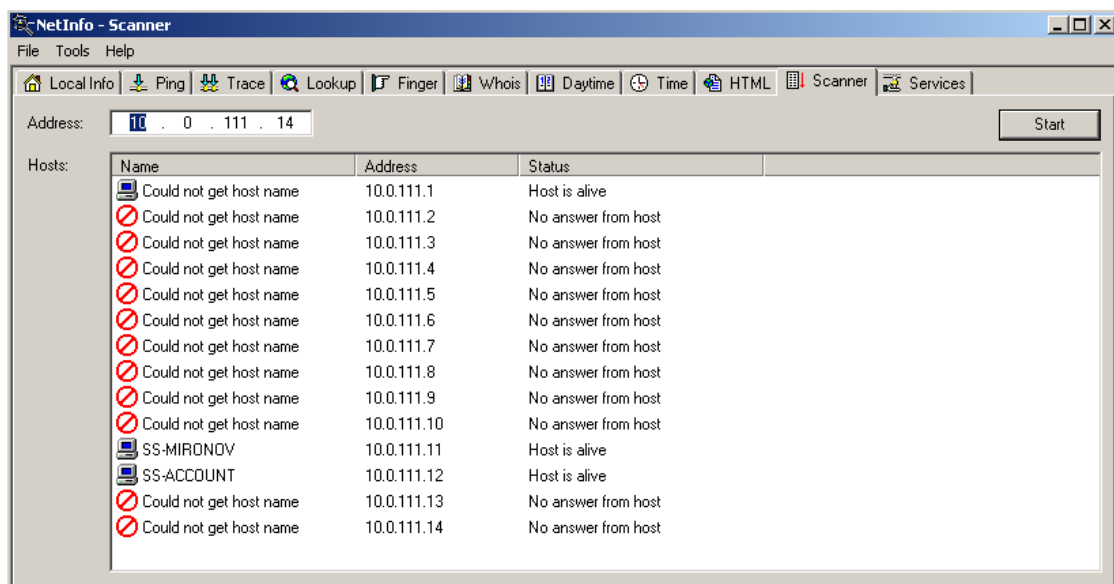 NetInfo - Scanner
File Tools Help
Local Info Ping Trace Lookup Finger Whois Daytime Time HTML Scanner Services
Address: 10 . 0 . 111 . 14 Start
Hosts: Name Address Status
Could not get host name 10.0.111.1 Host is alive
Could not get host name 10.0.111.2 No answer from host
Could not get host name 10.0.111.3 No answer from host
Could not get host name 10.0.111.4 No answer from host
Could not get host name 10.0.111.5 No answer from host
Could not get host name 10.0.111.6 No answer from host
Could not get host name 10.0.111.7 No answer from host
Could not get host name 10.0.111.8 No answer from host
Could not get host name 10.0.111.9 No answer from host
Could not get host name 10.0.111.10 No answer from host
SS-MIRONOV 10.0.111.11 Host is alive
SS-ACCOUNT 10.0.111.12 Host is alive
Could not get host name 10.0.111.13 No answer from host
Could not get host name 10.0.111.14 No answer from host